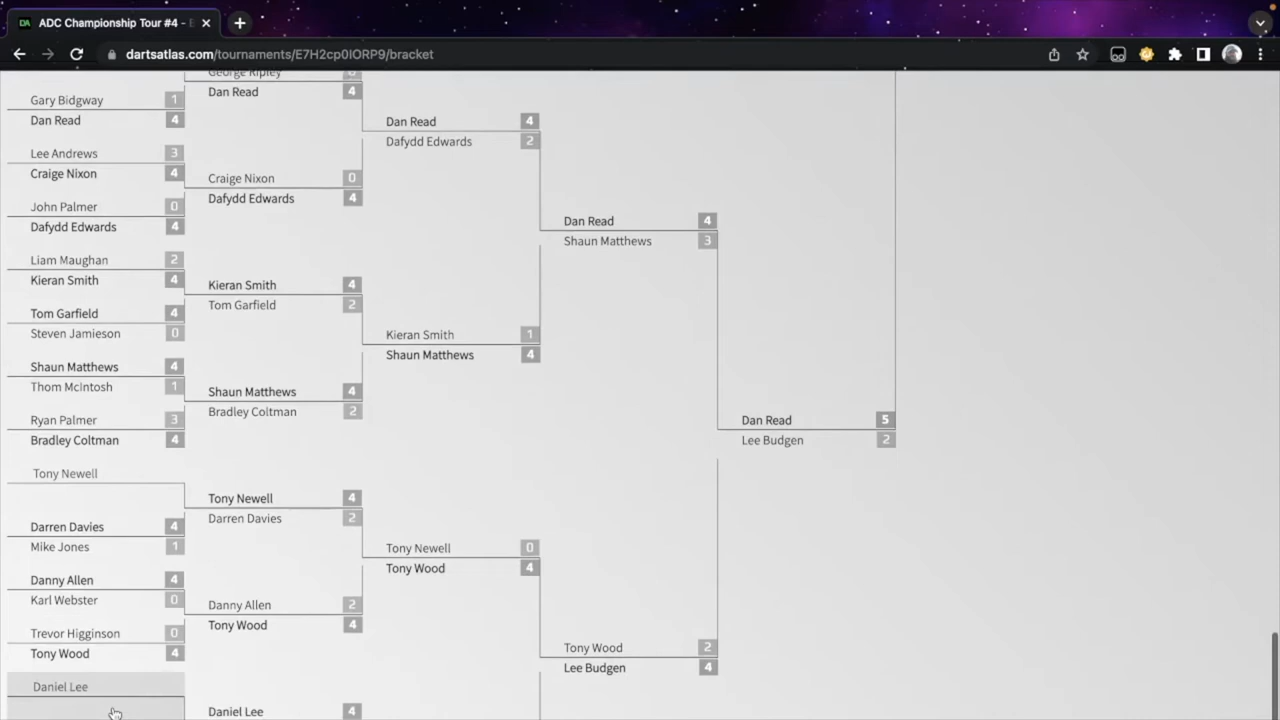 ADC Championship Tour #4 - E
dartsatlas.com/tournaments/E7H2cp0IORP9/bracket
George Ripley
Dan Read 4
Gary Bidgway 1
Dan Read 4
Lee Andrews 3
Craige Nixon 4
John Palmer 0
Dafydd Edwards 4
Liam Maughan 2
Kieran Smith 4
Tom Garfield 4
Steven Jamieson 0
Shaun Matthews 4
Thom McIntosh 1
Ryan Palmer 3
Bradley Coltman 4
Tony Newell
Darren Davies 4
Mike Jones 1
Danny Allen 4
Karl Webster 0
Trevor Higginson 0
Tony Wood 4
Daniel Lee
Craige Nixon 0
Dafydd Edwards 4
Kieran Smith 4
Tom Garfield 2
Shaun Matthews 4
Bradley Coltman 2
Tony Newell 4
Darren Davies 2
Danny Allen 2
Tony Wood 4
Daniel Lee 4
Dan Read 4
Dafydd Edwards 2
Kieran Smith 1
Shaun Matthews 4
Tony Newell 0
Tony Wood 4
Dan Read 4
Shaun Matthews 3
Tony Wood 2
Lee Budgen 4
Dan Read 5
Lee Budgen 2